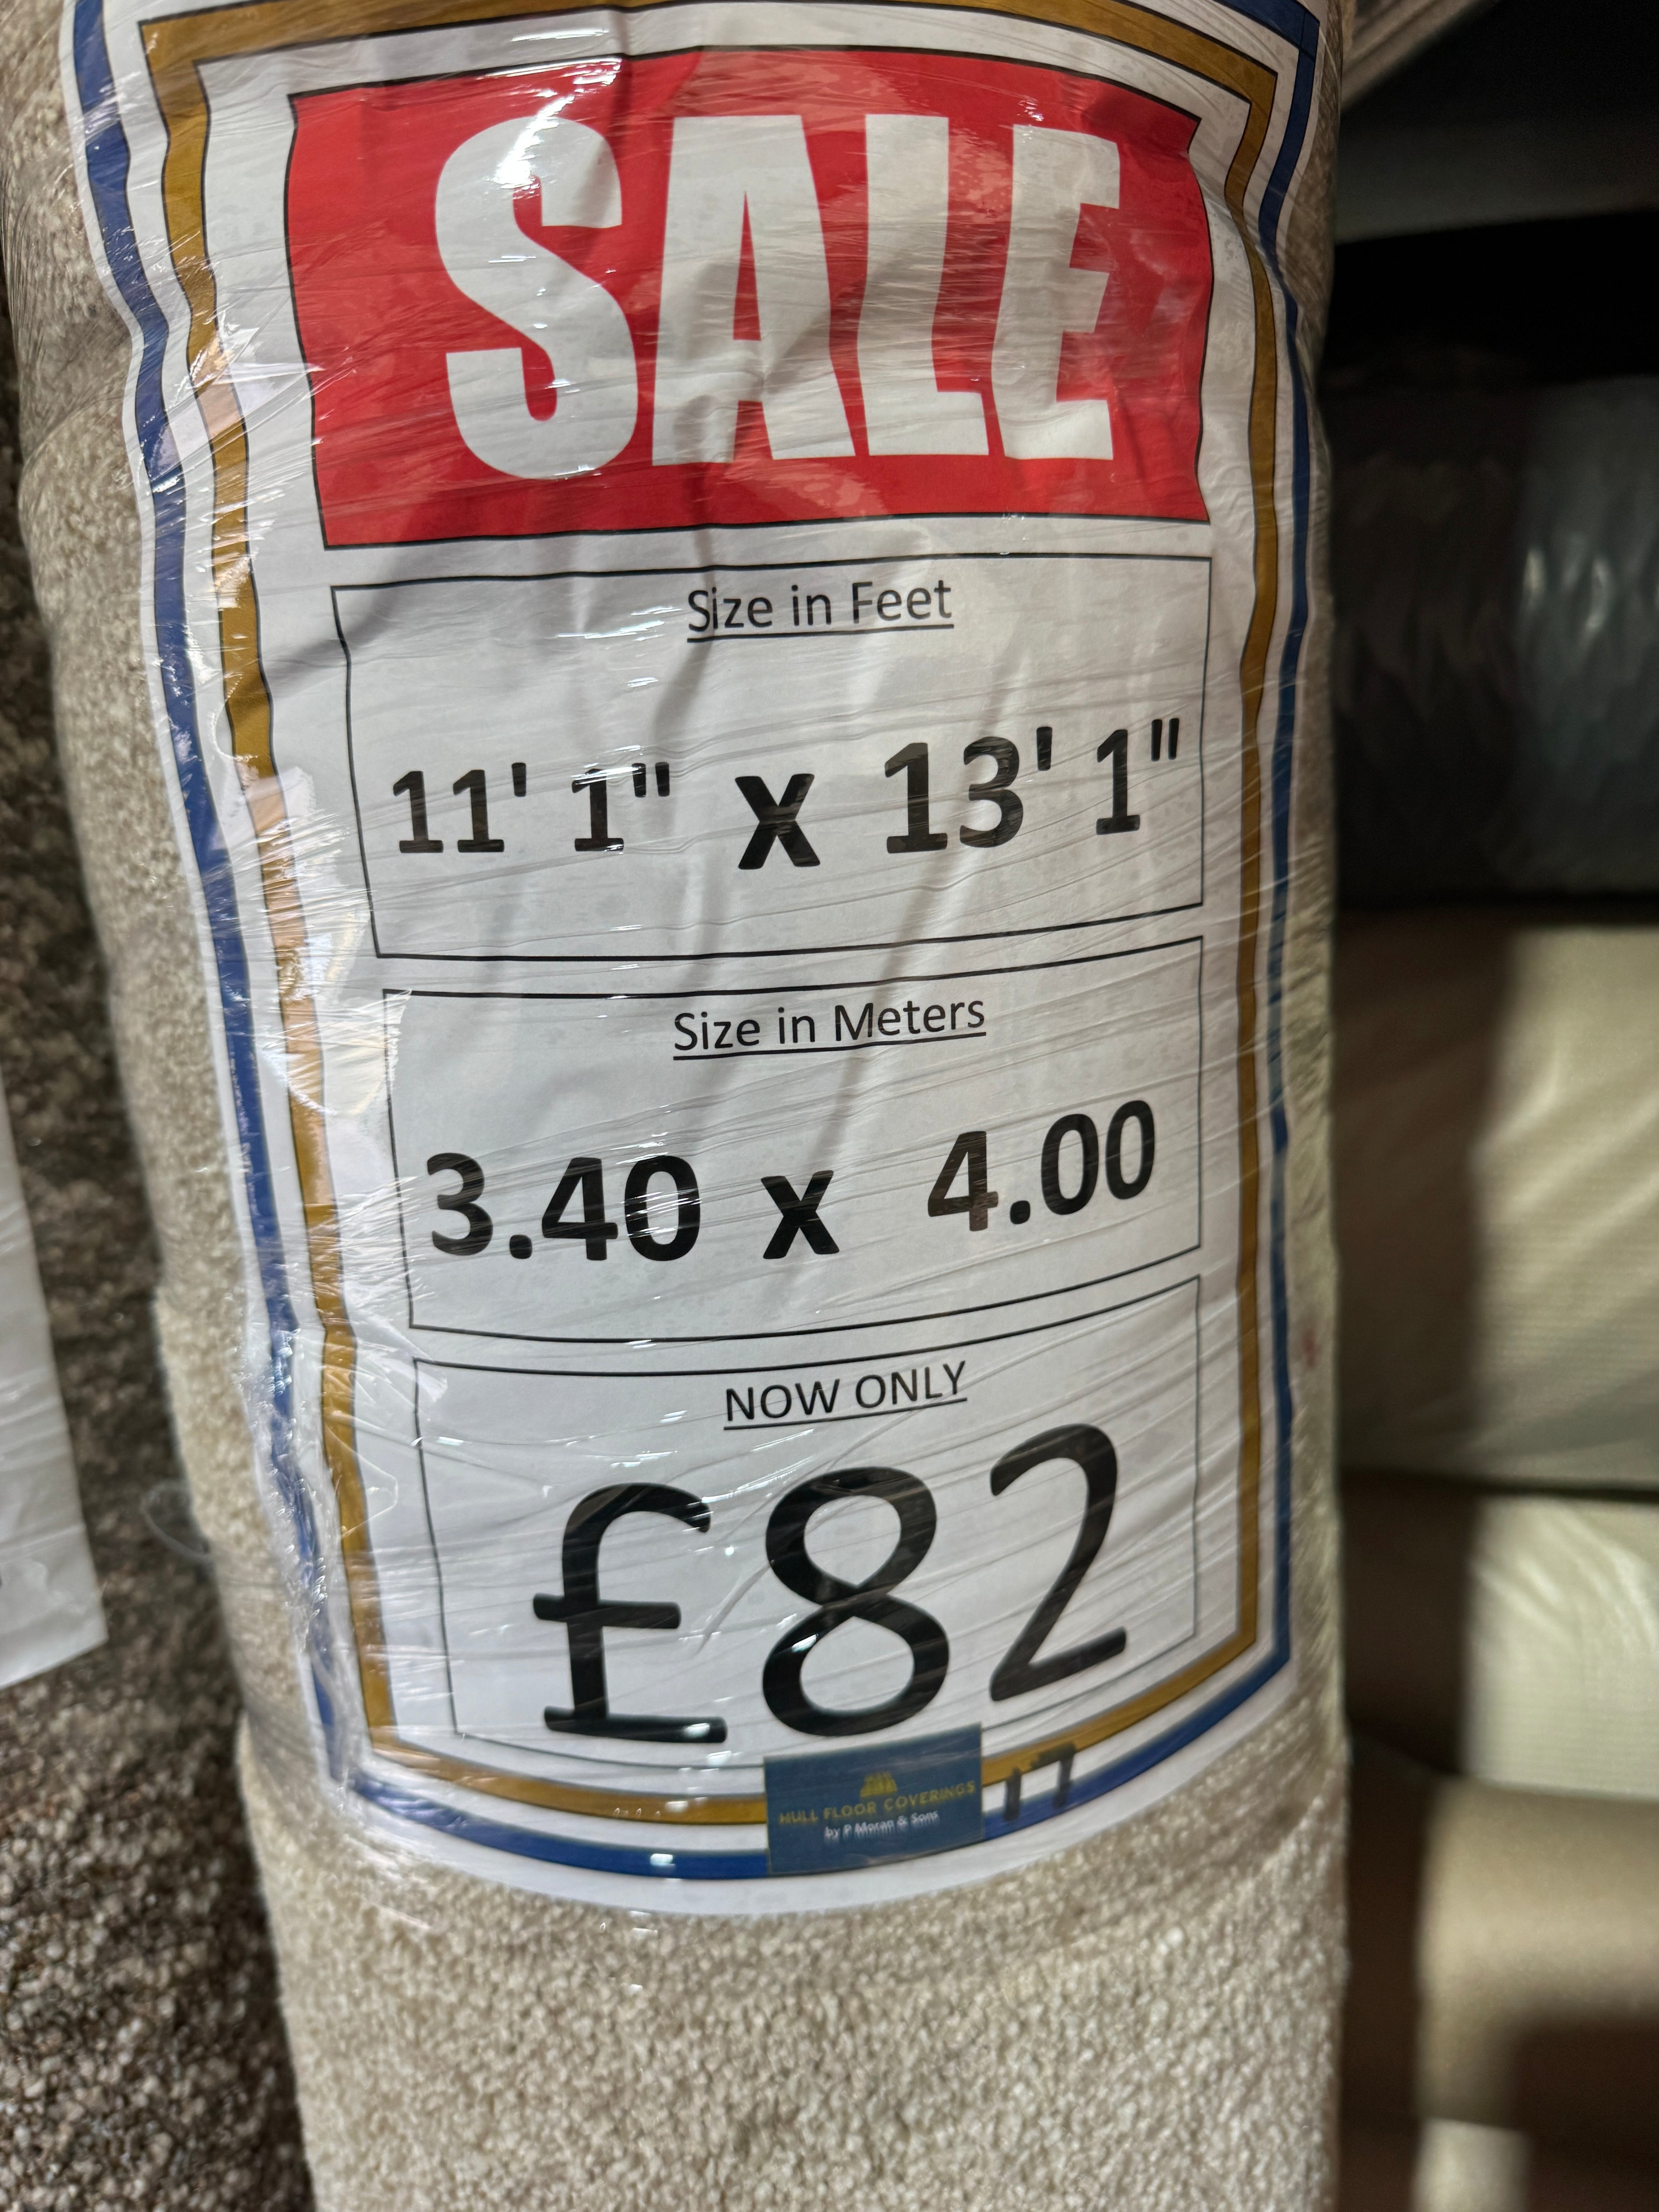 SALE
Size in Feet
11' 1" x 13' 1"
Size in Meters
3.40 x 4.00
NOW ONLY
£82
HULL FLOOR COVERINGS
by P Moran & Sons
17